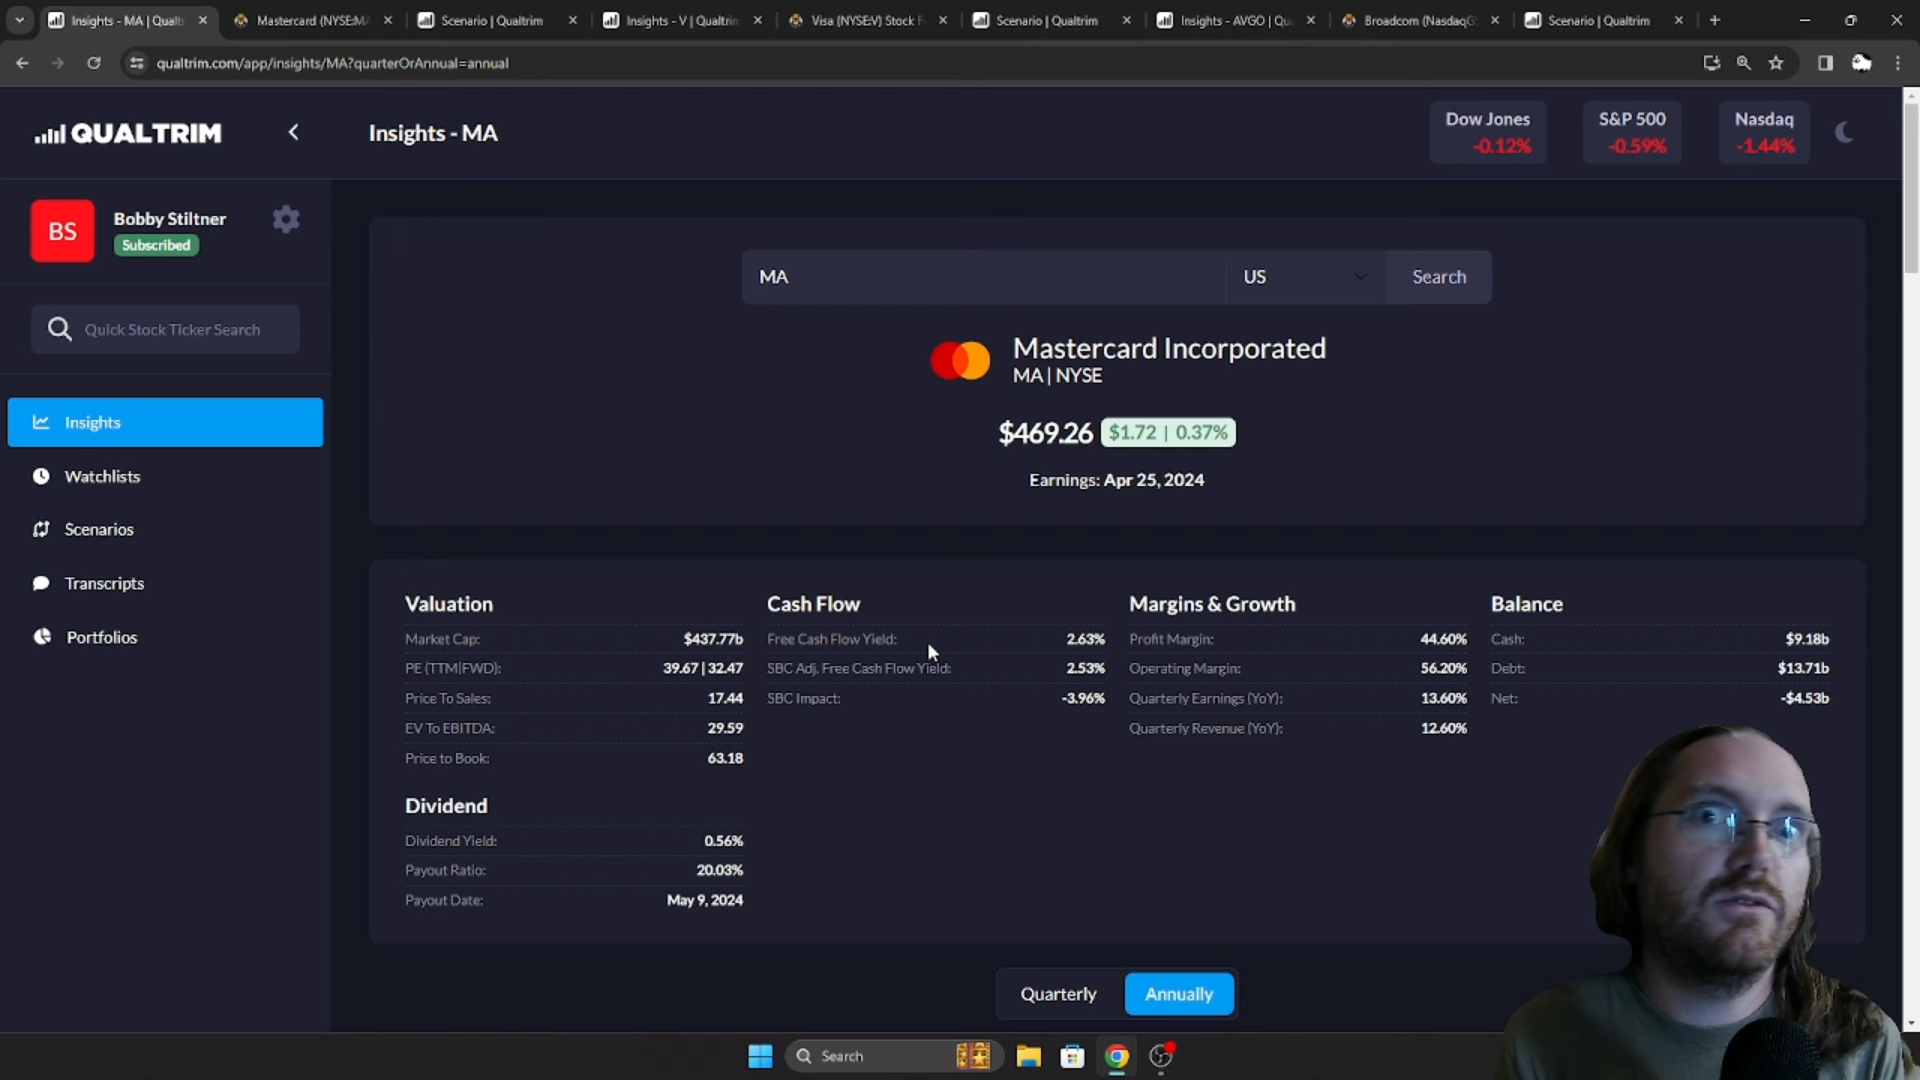 Insights - MA | Qualt
Mastercard (NYSE:MA
Scenario | Qualtrim
Insights - V | Qualtrim
Visa (NYSE:V) Stock F
Scenario | Qualtrim
Insights - AVGO | Qu
Broadcom (NasdaqG
Scenario | Qualtrim
qualtrim.com/app/insights/MA?quarterOrAnnual=annual
QUALTRIM
Insights - MA
Dow Jones
-0.12%
S&P 500
-0.59%
Nasdaq
-1.44%
BS
Bobby Stiltner
Subscribed
Quick Stock Ticker Search
Insights
Watchlists
Scenarios
Transcripts
Portfolios
MA
US
Search
Mastercard Incorporated
MA | NYSE
$469.26
$1.72 | 0.37%
Earnings: Apr 25, 2024
Valuation
Market Cap: $437.77b
PE (TTM|FWD): 39.67 | 32.47
Price To Sales: 17.44
EV To EBITDA: 29.59
Price to Book: 63.18
Cash Flow
Free Cash Flow Yield: 2.63%
SBC Adj. Free Cash Flow Yield: 2.53%
SBC Impact: -3.96%
Margins & Growth
Profit Margin: 44.60%
Operating Margin: 56.20%
Quarterly Earnings (YoY): 13.60%
Quarterly Revenue (YoY): 12.60%
Balance
Cash: $9.18b
Debt: $13.71b
Net: -$4.53b
Dividend
Dividend Yield: 0.56%
Payout Ratio: 20.03%
Payout Date: May 9, 2024
Quarterly
Annually
Search